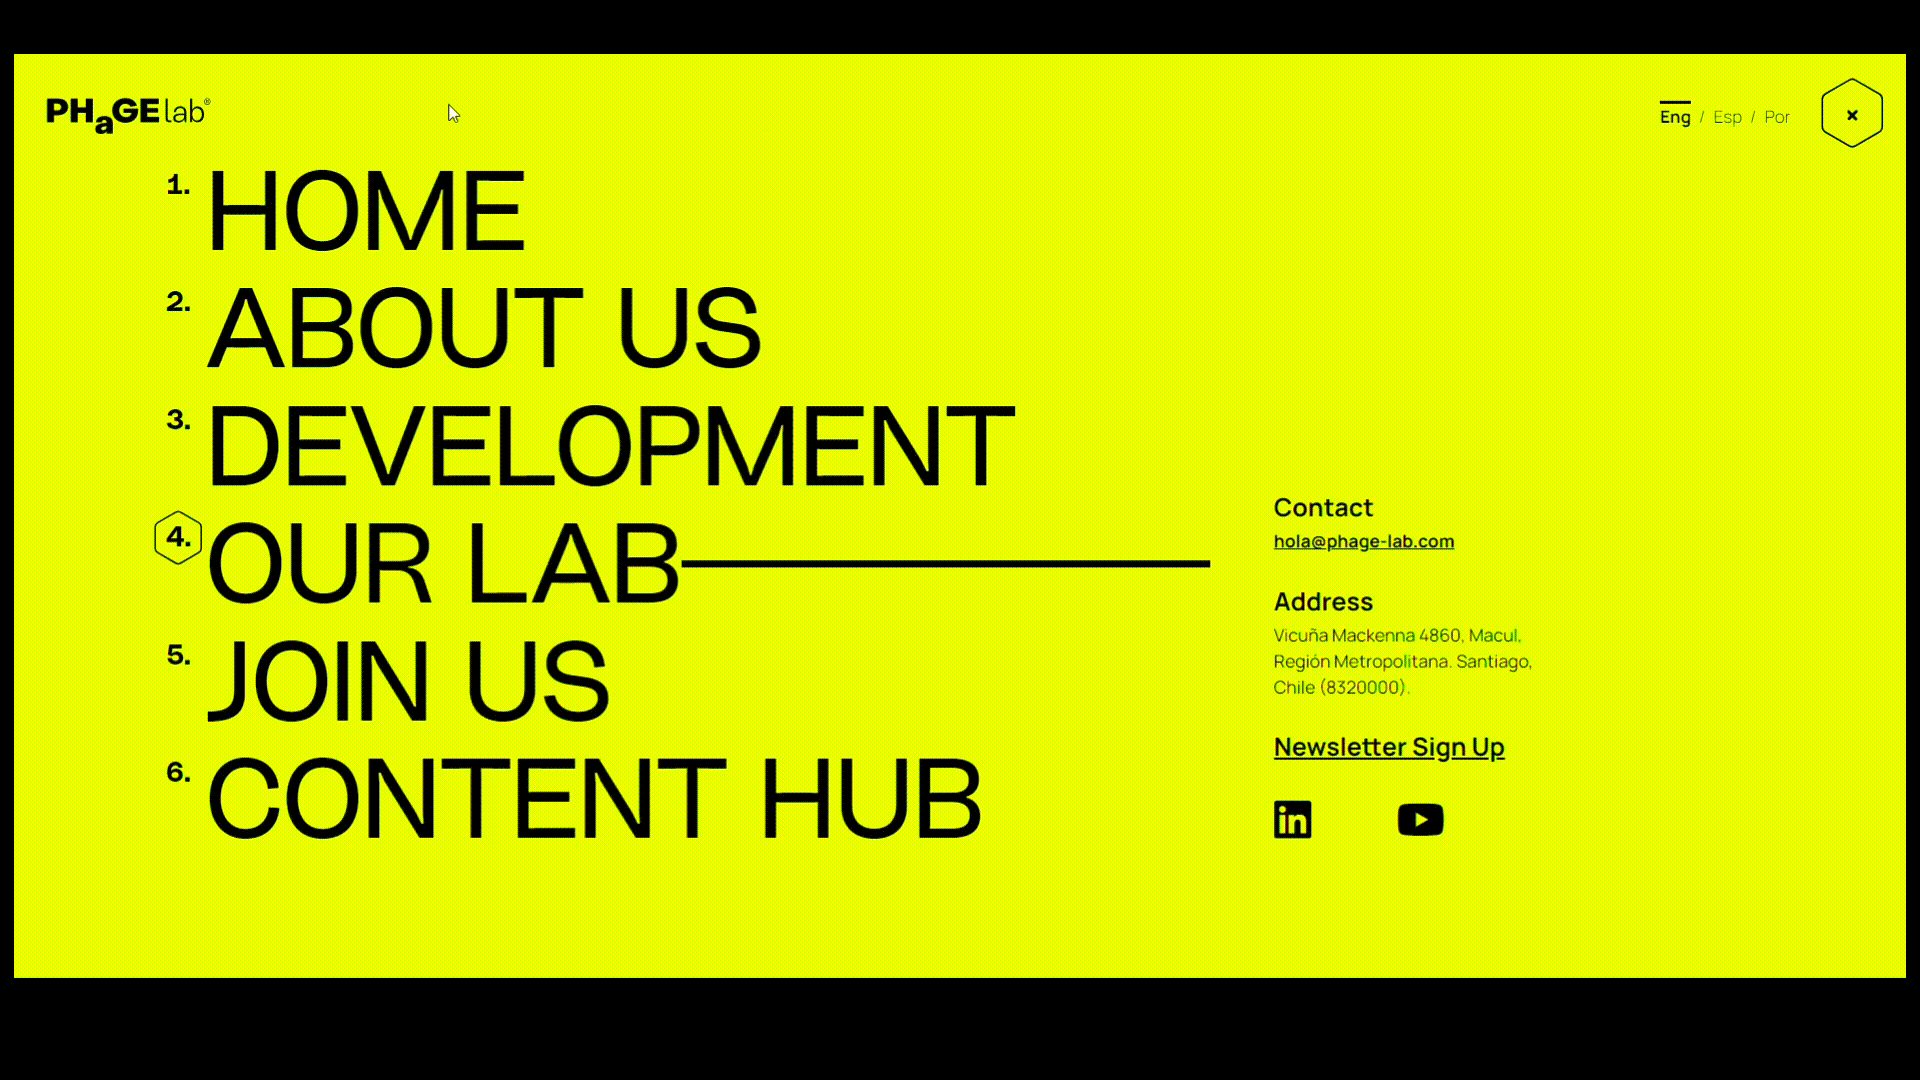 PHaGE lab®
Eng / Esp / Por
1. HOME
2. ABOUT US
3. DEVELOPMENT
4. OUR LAB
5. JOIN US
6. CONTENT HUB
Contact
hola@phage-lab.com
Address
Vicuña Mackenna 4860, Macul,
Región Metropolitana. Santiago,
Chile (8320000).
Newsletter Sign Up
in